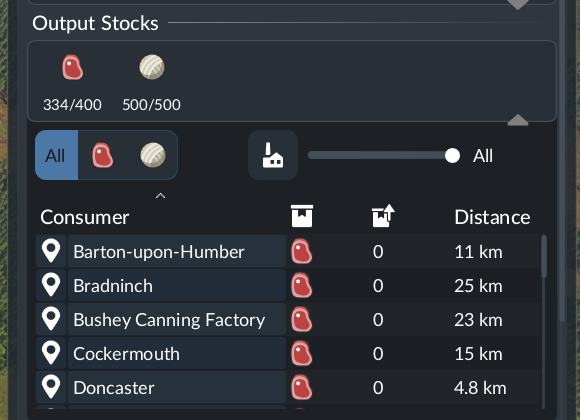 Output Stocks
334/400 500/500
All All
Consumer Distance
Barton-upon-Humber 0 11 km
Bradninch 0 25 km
Bushey Canning Factory 0 23 km
Cockermouth 0 15 km
Doncaster 0 4.8 km